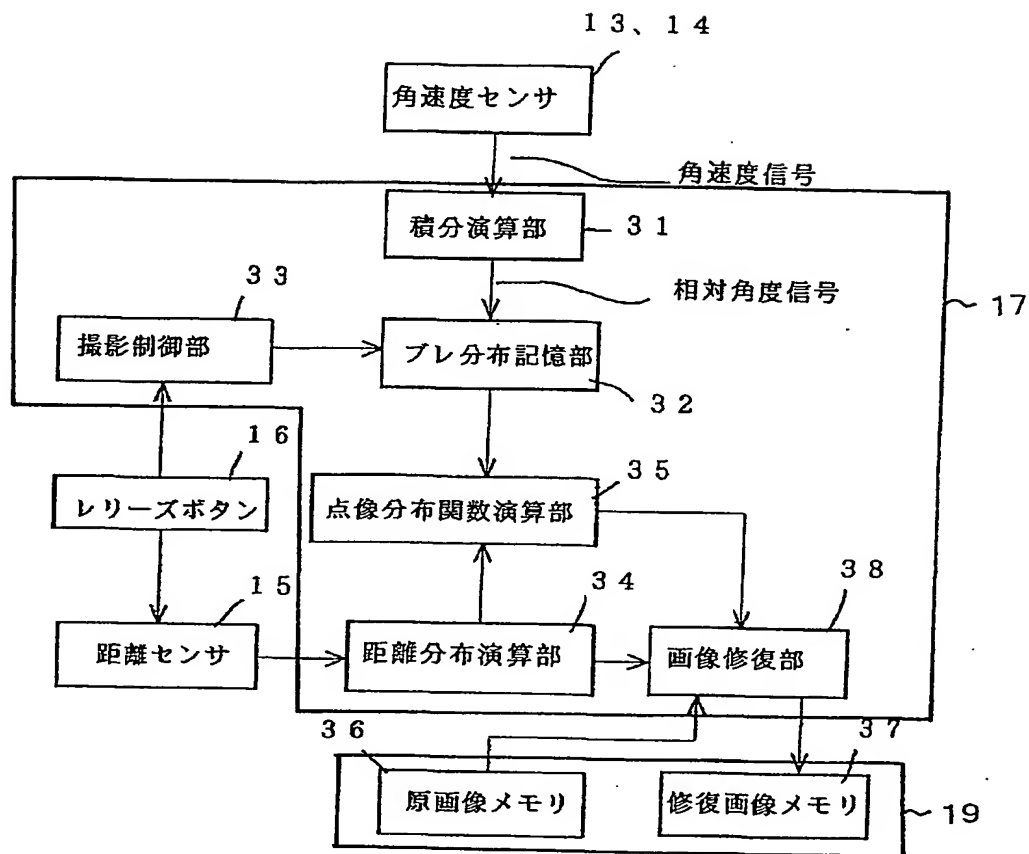 13、14
角速度センサ
角速度信号
積分演算部
31
相対角度信号
17
33
撮影制御部
ブレ分布記憶部
32
16
レリーズボタン
点像分布関数演算部
35
15
距離センサ
34
距離分布演算部
38
画像修復部
36
原画像メモリ
37
修復画像メモリ
19